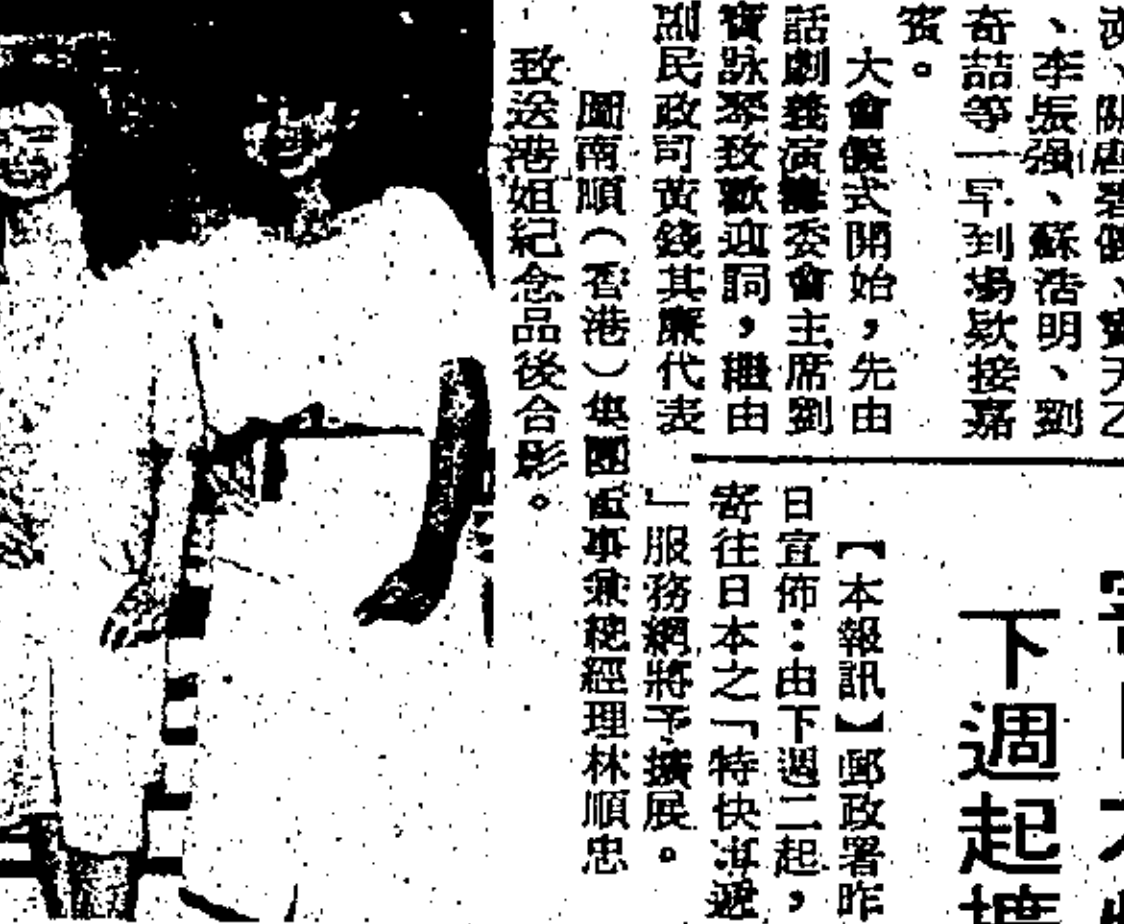 、李振强、蘇浩明、劉
奇喆等一早到場欵接嘉
賓。
大會儀式開始，先由
話劇義演籌委會主席劉
寶詠琴致歡迎詞，繼由
副民政司黃錢其廉代表
圖南順（香港）集團董事兼總經理林順忠
致送港姐紀念品後合影。
下週起擴
【本報訊】郵政署昨
日宣佈：由下週二起，
寄往日本之「特快專遞
」服務網將予擴展。